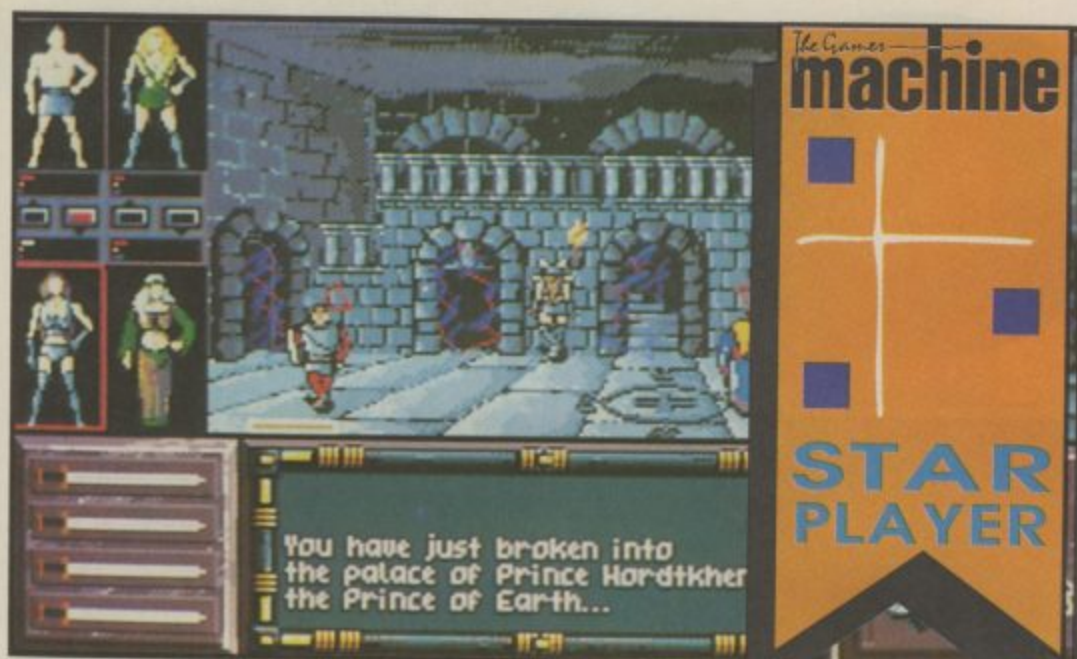 You have just broken into
the palace of Prince Hordtkher
the Prince of Earth...
The Games
machine
STAR
PLAYER